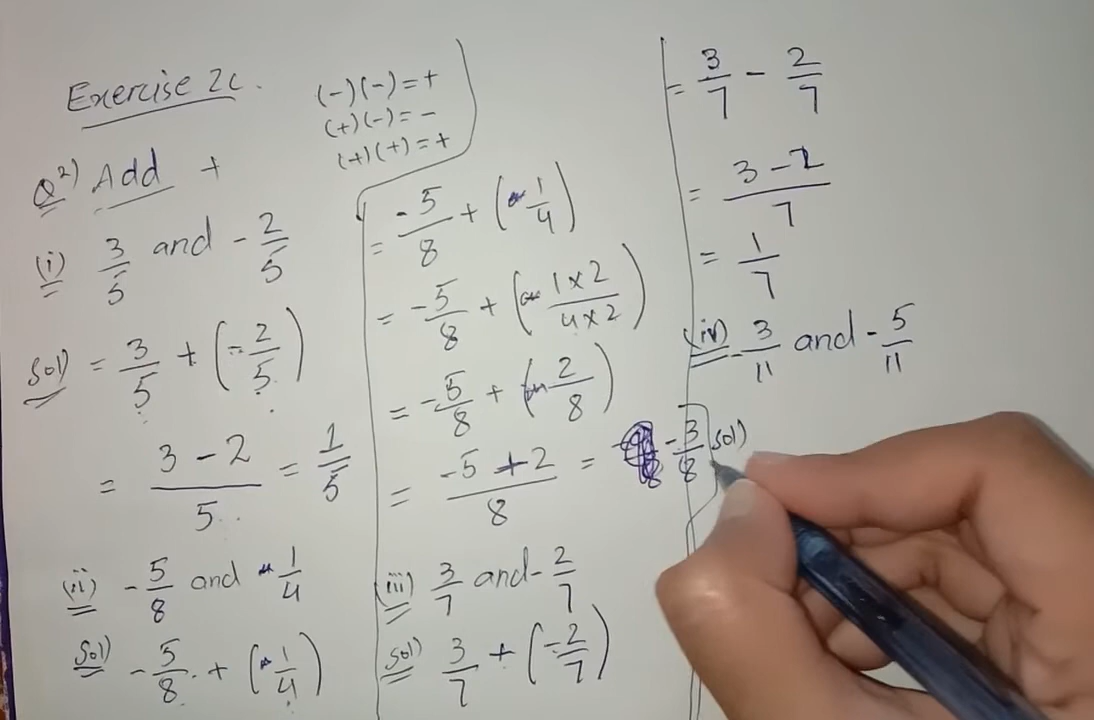 Exercise 2c.
(-)(-) = +
(+)(-) = -
(+)(+) = +
Q2) Add +
(i) 3/5 and -2/5
Sol) = 3/5 + (-2/5)
= 3-2/5 = 1/5
(ii) -5/8 and 1/4
Sol) -5/8 + (1/4)
= -5/8 + (1/4)
= -5/8 + (1×2/4×2)
= -5/8 + (2/8)
= -5+2/8 = -3/8
(iii) 3/7 and -2/7
Sol) 3/7 + (-2/7)
= 3/7 - 2/7
= 3-2/7
= 1/7
(iv) -3/11 and -5/11
Sol)